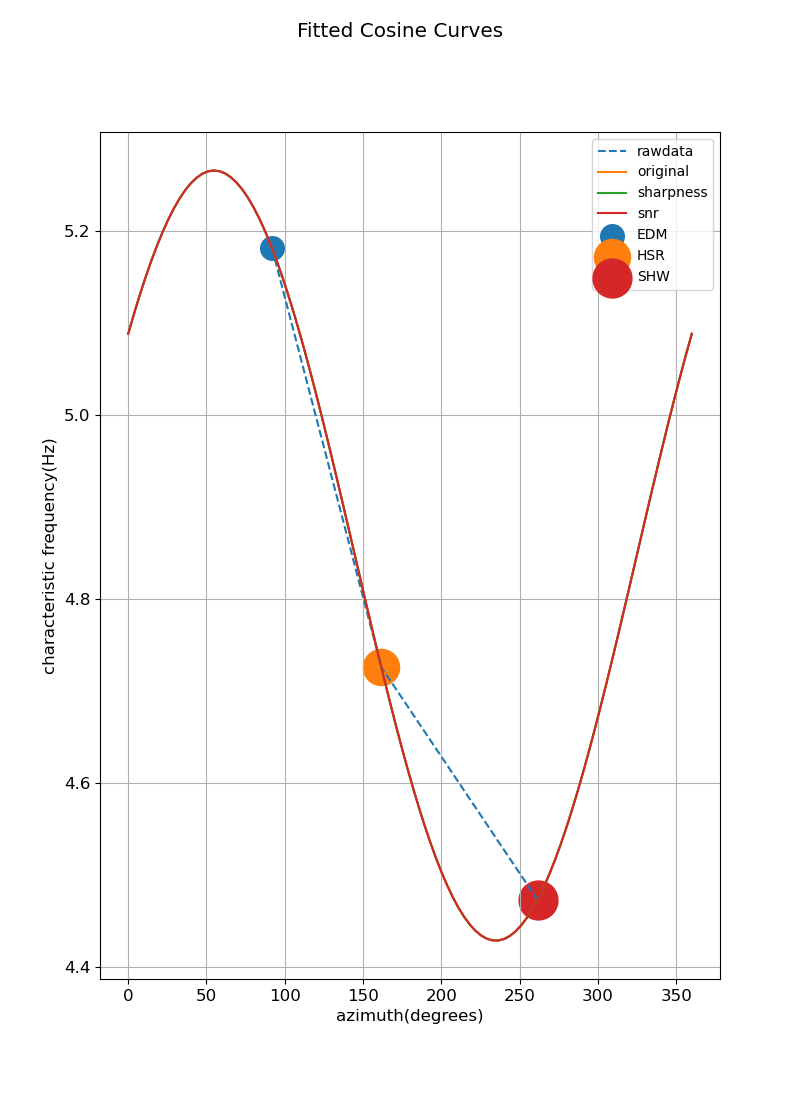 Fitted Cosine Curves
rawdata
original
sharpness
snr
EDM
HSR
SHW
5.2
5.0
4.8
4.6
4.4
characteristic frequency(Hz)
0 50 100 150 200 250 300 350
azimuth(degrees)